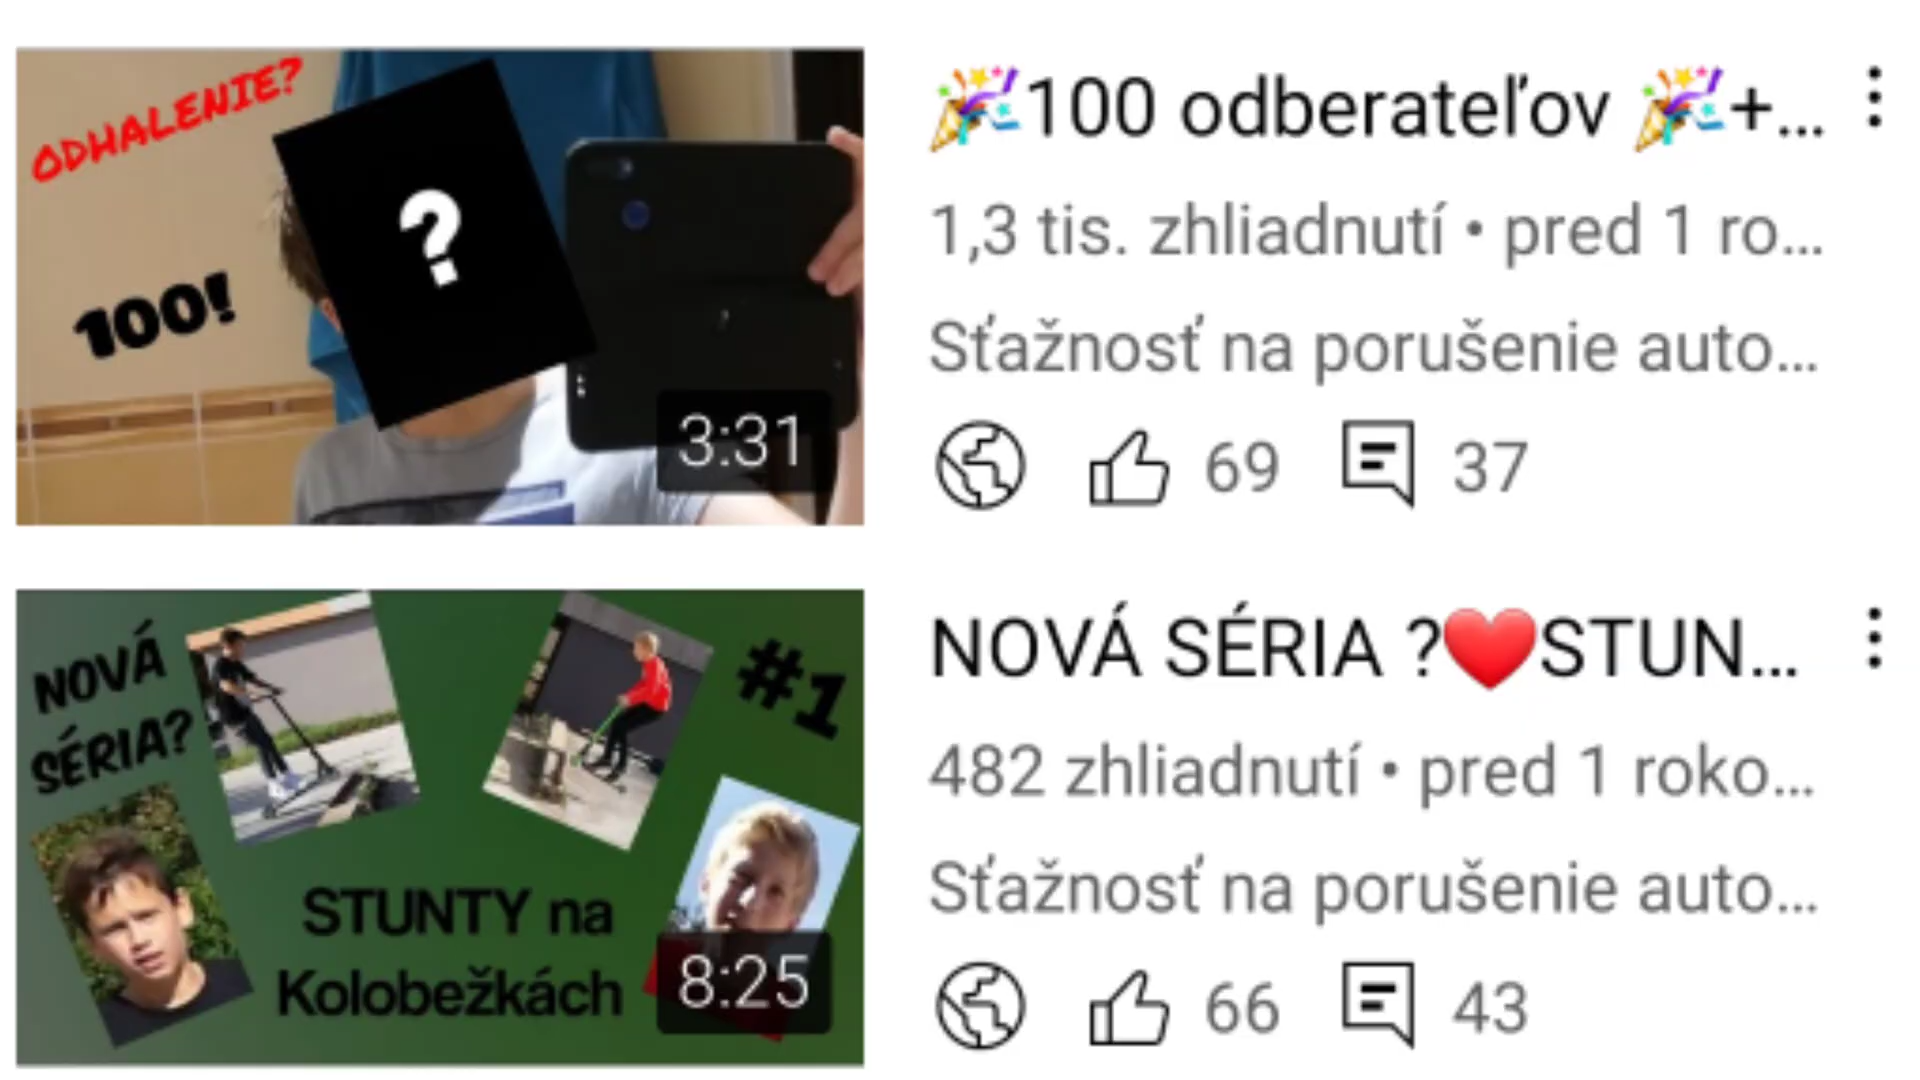 ODHALENIE?
100!
?
3:31
🎉100 odberateľov 🎉+...
1,3 tis. zhliadnutí • pred 1 ro...
Sťažnosť na porušenie auto...
69 37
NOVÁ
SÉRIA?
#1
STUNTY na
Kolobežkách
8:25
NOVÁ SÉRIA ?❤️STUN...
482 zhliadnutí • pred 1 roko...
Sťažnosť na porušenie auto...
66 43